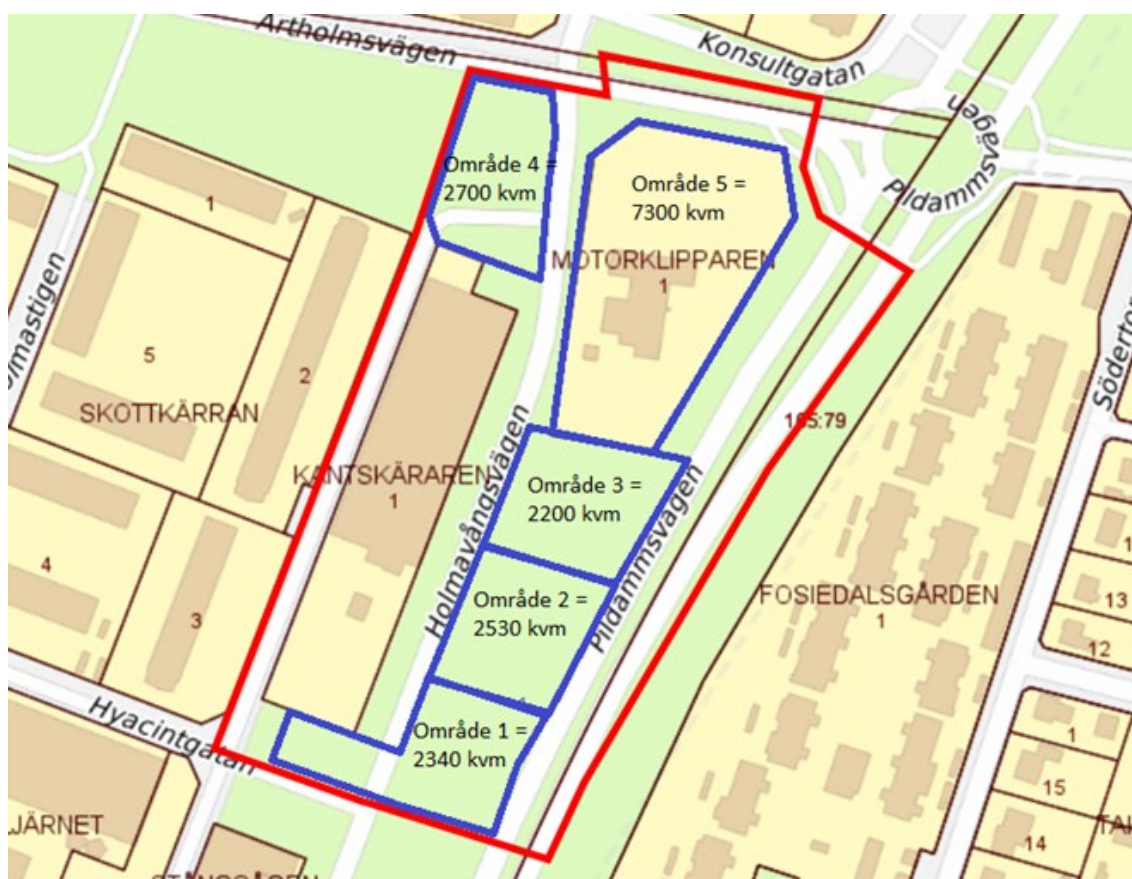 Artholmsvägen
Konsultgatan
Pildammsvägen
Område 4 =
2700 kvm
Område 5 =
7300 kvm
1
MOTORKLIPPAREN
1
5
2
SKOTTKÄRRAN
165:79
KANTSKÄRAREN
1
Holmavångsvägen
Område 3 =
2200 kvm
Pildammsvägen
4
3
Område 2 =
2530 kvm
FOSIEDALSGÅRDEN
1
13
12
Hyacintgatan
Område 1 =
2340 kvm
1
15
14